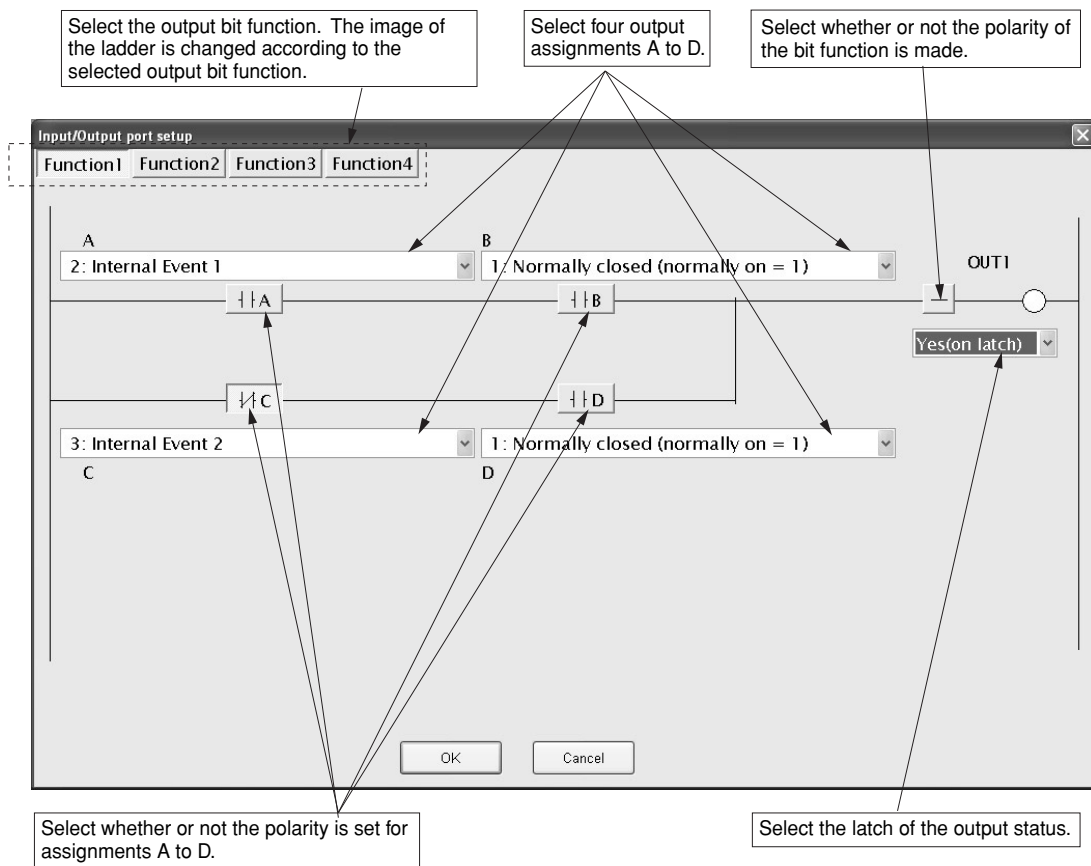 Select the output bit function.  The image of
the ladder is changed according to the
selected output bit function.
Select four output
assignments A to D.
Select whether or not the polarity of
the bit function is made.
Input/Output port setup
Function1 Function2 Function3 Function4
A
B
2: Internal Event 1
1: Normally closed (normally on = 1)
OUT1
A
B
Yes(on latch)
C
D
3: Internal Event 2
1: Normally closed (normally on = 1)
C
D
OK
Cancel
Select whether or not the polarity is set for
assignments A to D.
Select the latch of the output status.